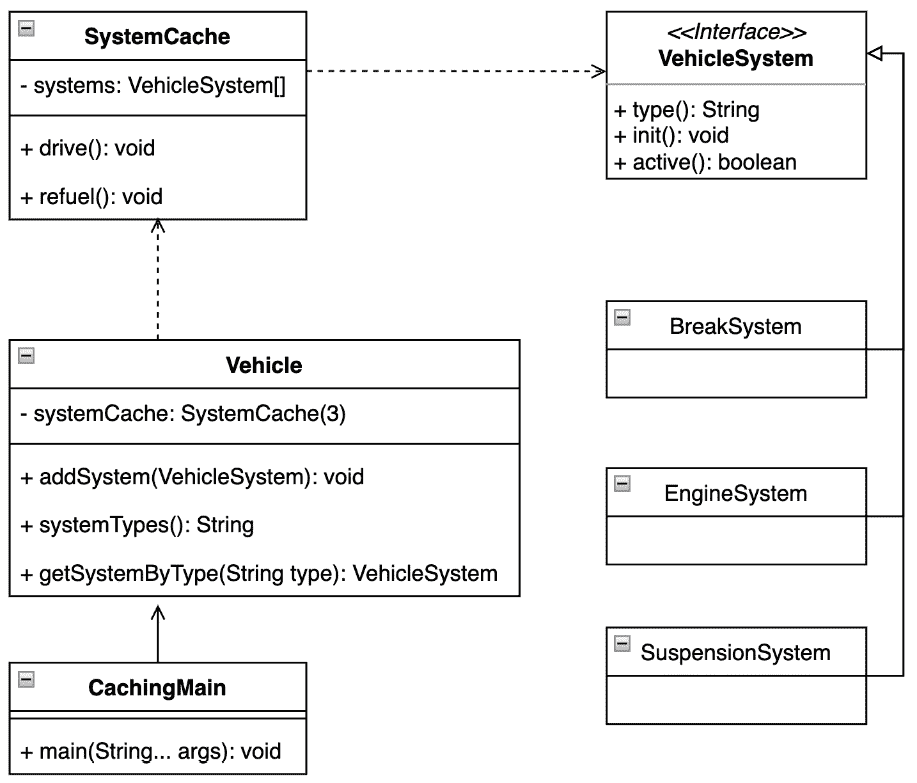 SystemCache
- systems: VehicleSystem[]
+ drive(): void
+ refuel(): void
<<Interface>>
VehicleSystem
+ type(): String
+ init(): void
+ active(): boolean
BreakSystem
Vehicle
- systemCache: SystemCache(3)
+ addSystem(VehicleSystem): void
+ systemTypes(): String
+ getSystemByType(String type): VehicleSystem
EngineSystem
SuspensionSystem
CachingMain
+ main(String... args): void